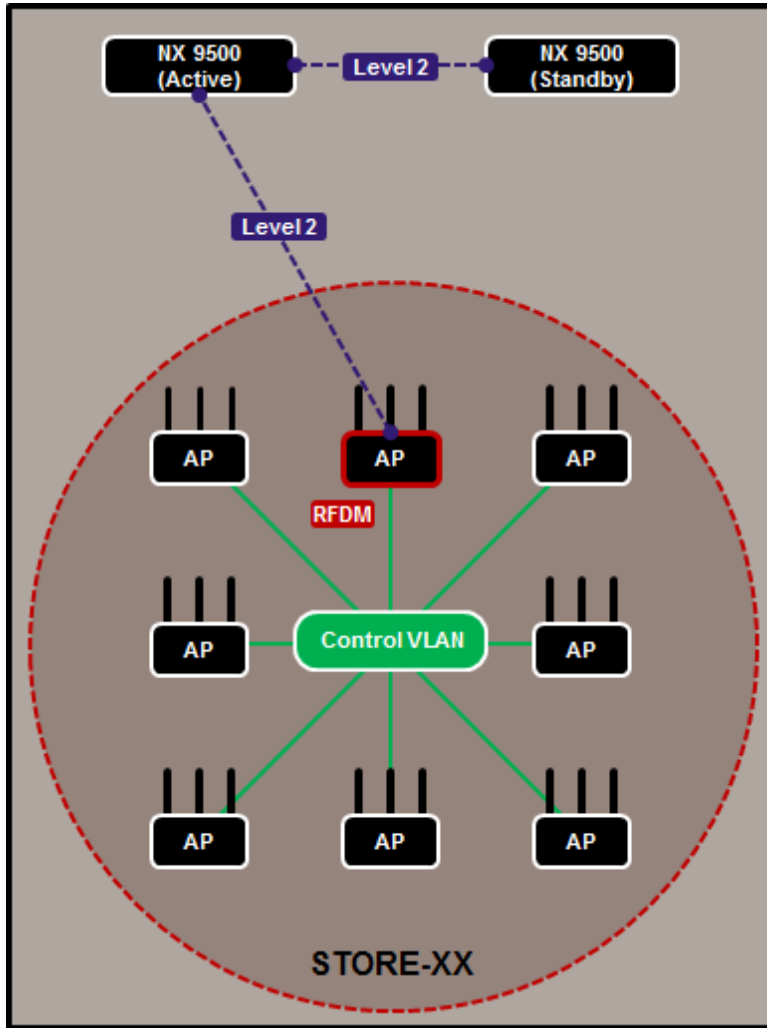 NX 9500
(Active)
Level 2
NX 9500
(Standby)
Level 2
AP
AP
AP
RFDM
AP
Control VLAN
AP
AP
AP
AP
STORE-XX